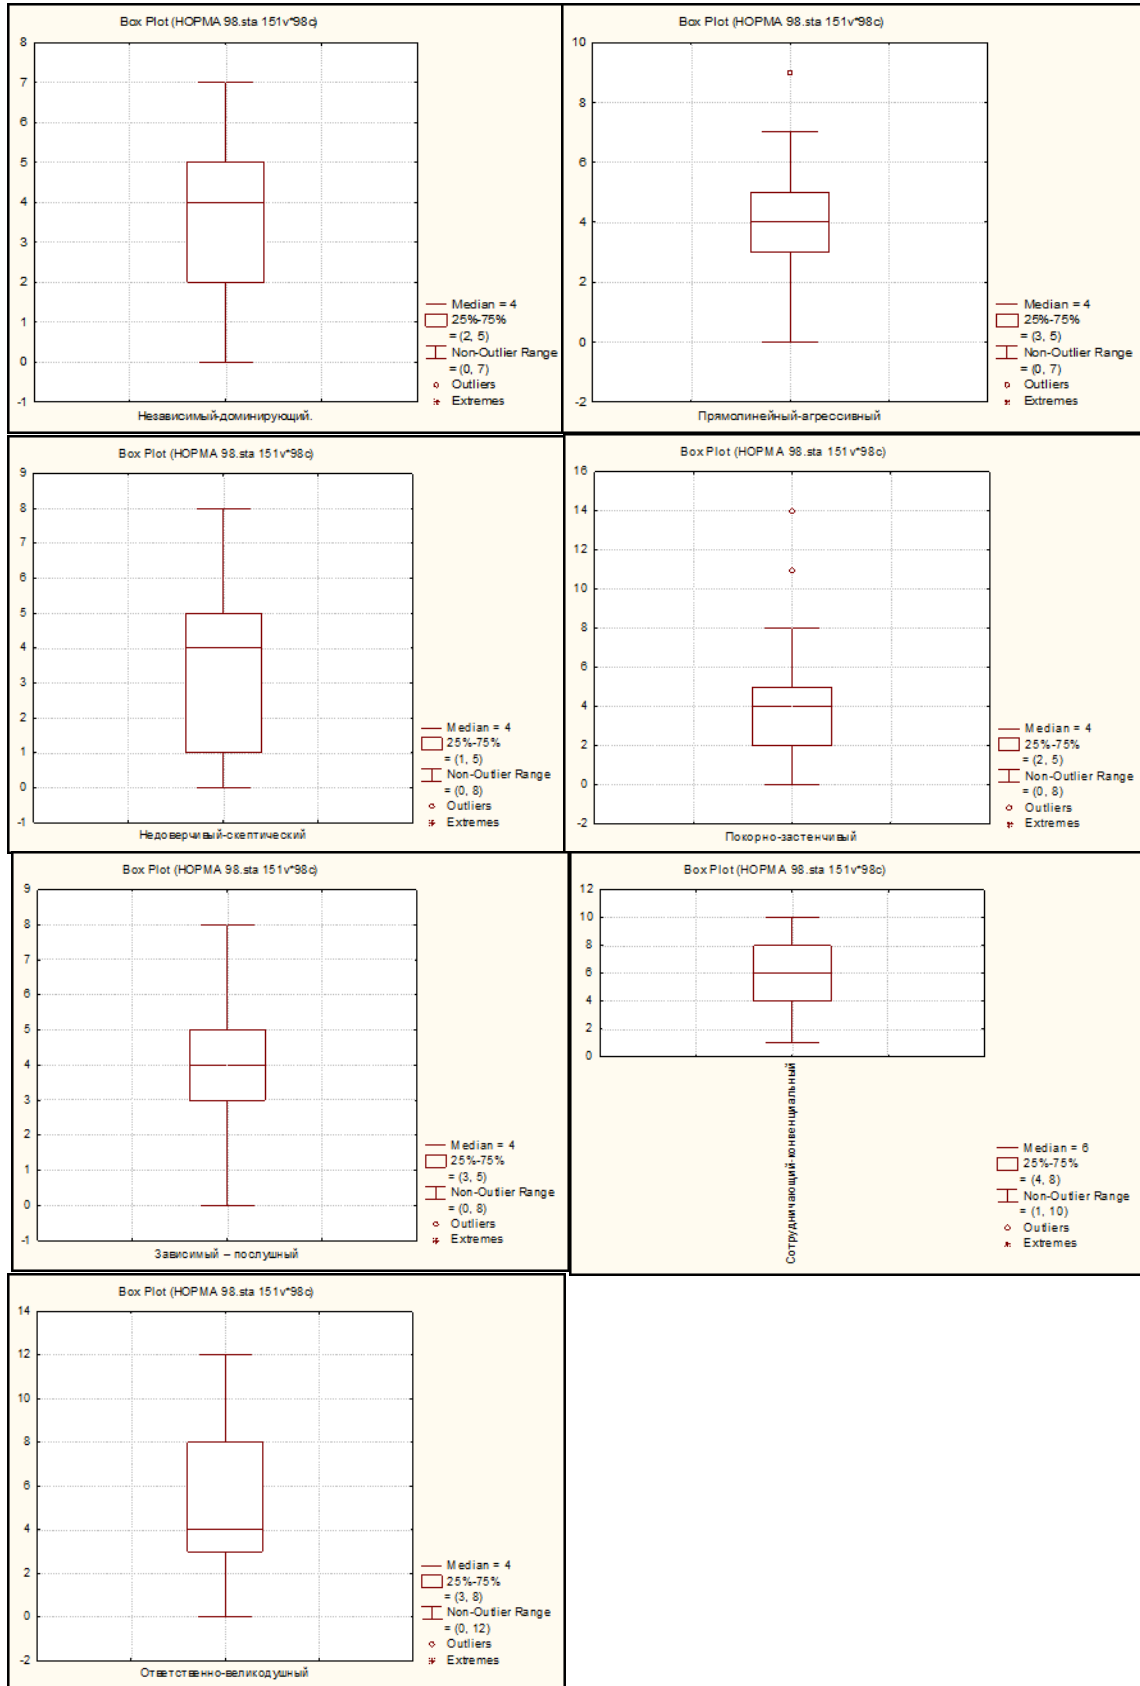 Box Plot (НОРМА 98.sta 151v*98c)
8
7
6
5
4
3
2
1
0
-1
Независимый-доминирующий.
Median = 4
25%-75%
= (2, 5)
Non-Outlier Range
= (0, 7)
Outliers
Extremes
Box Plot (НОРМА 98.sta 151v*98c)
10
8
6
4
2
0
-2
Прямолинейный-агрессивный
Median = 4
25%-75%
= (3, 5)
Non-Outlier Range
= (0, 7)
Outliers
Extremes
Box Plot (НОРМА 98.sta 151v*98c)
9
8
7
6
5
4
3
2
1
0
-1
Недоверчивый-скептический
Median = 4
25%-75%
= (1, 5)
Non-Outlier Range
= (0, 8)
Outliers
Extremes
Box Plot (НОРМА 98.sta 151v*98c)
16
14
12
10
8
6
4
2
0
-2
Покорно-застенчивый
Median = 4
25%-75%
= (2, 5)
Non-Outlier Range
= (0, 8)
Outliers
Extremes
Box Plot (НОРМА 98.sta 151v*98c)
9
8
7
6
5
4
3
2
1
0
-1
Зависимый – послушный
Median = 4
25%-75%
= (3, 5)
Non-Outlier Range
= (0, 8)
Outliers
Extremes
Box Plot (НОРМА 98.sta 151v*98c)
12
10
8
6
4
2
0
Сотрудничающий-конвенциальный
Median = 6
25%-75%
= (4, 8)
Non-Outlier Range
= (1, 10)
Outliers
Extremes
Box Plot (НОРМА 98.sta 151v*98c)
14
12
10
8
6
4
2
0
-2
Ответственно-великодушный
Median = 4
25%-75%
= (3, 8)
Non-Outlier Range
= (0, 12)
Outliers
Extremes